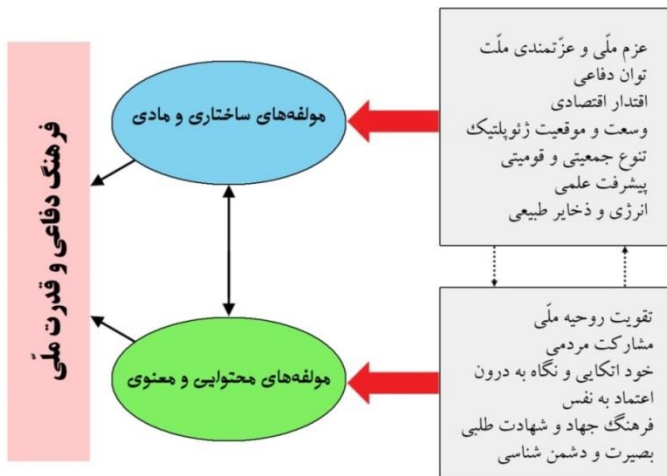 عزم ملّی و عزّتمندی ملّت
توان دفاعی
اقتدار اقتصادی
وسعت و موقعیت ژئوپلتیک
تنوع جمعیتی و قومیتی
پیشرفت علمی
انرژی و ذخایر طبیعی
مولفه‌های ساختاری و مادی
فرهنگ دفاعی و قدرت ملّی
تقویت روحیه ملّی
مشارکت مردمی
خود اتکایی و نگاه به درون
اعتماد به نفس
فرهنگ جهاد و شهادت طلبی
بصیرت و دشمن شناسی
مولفه‌های محتوایی و معنوی